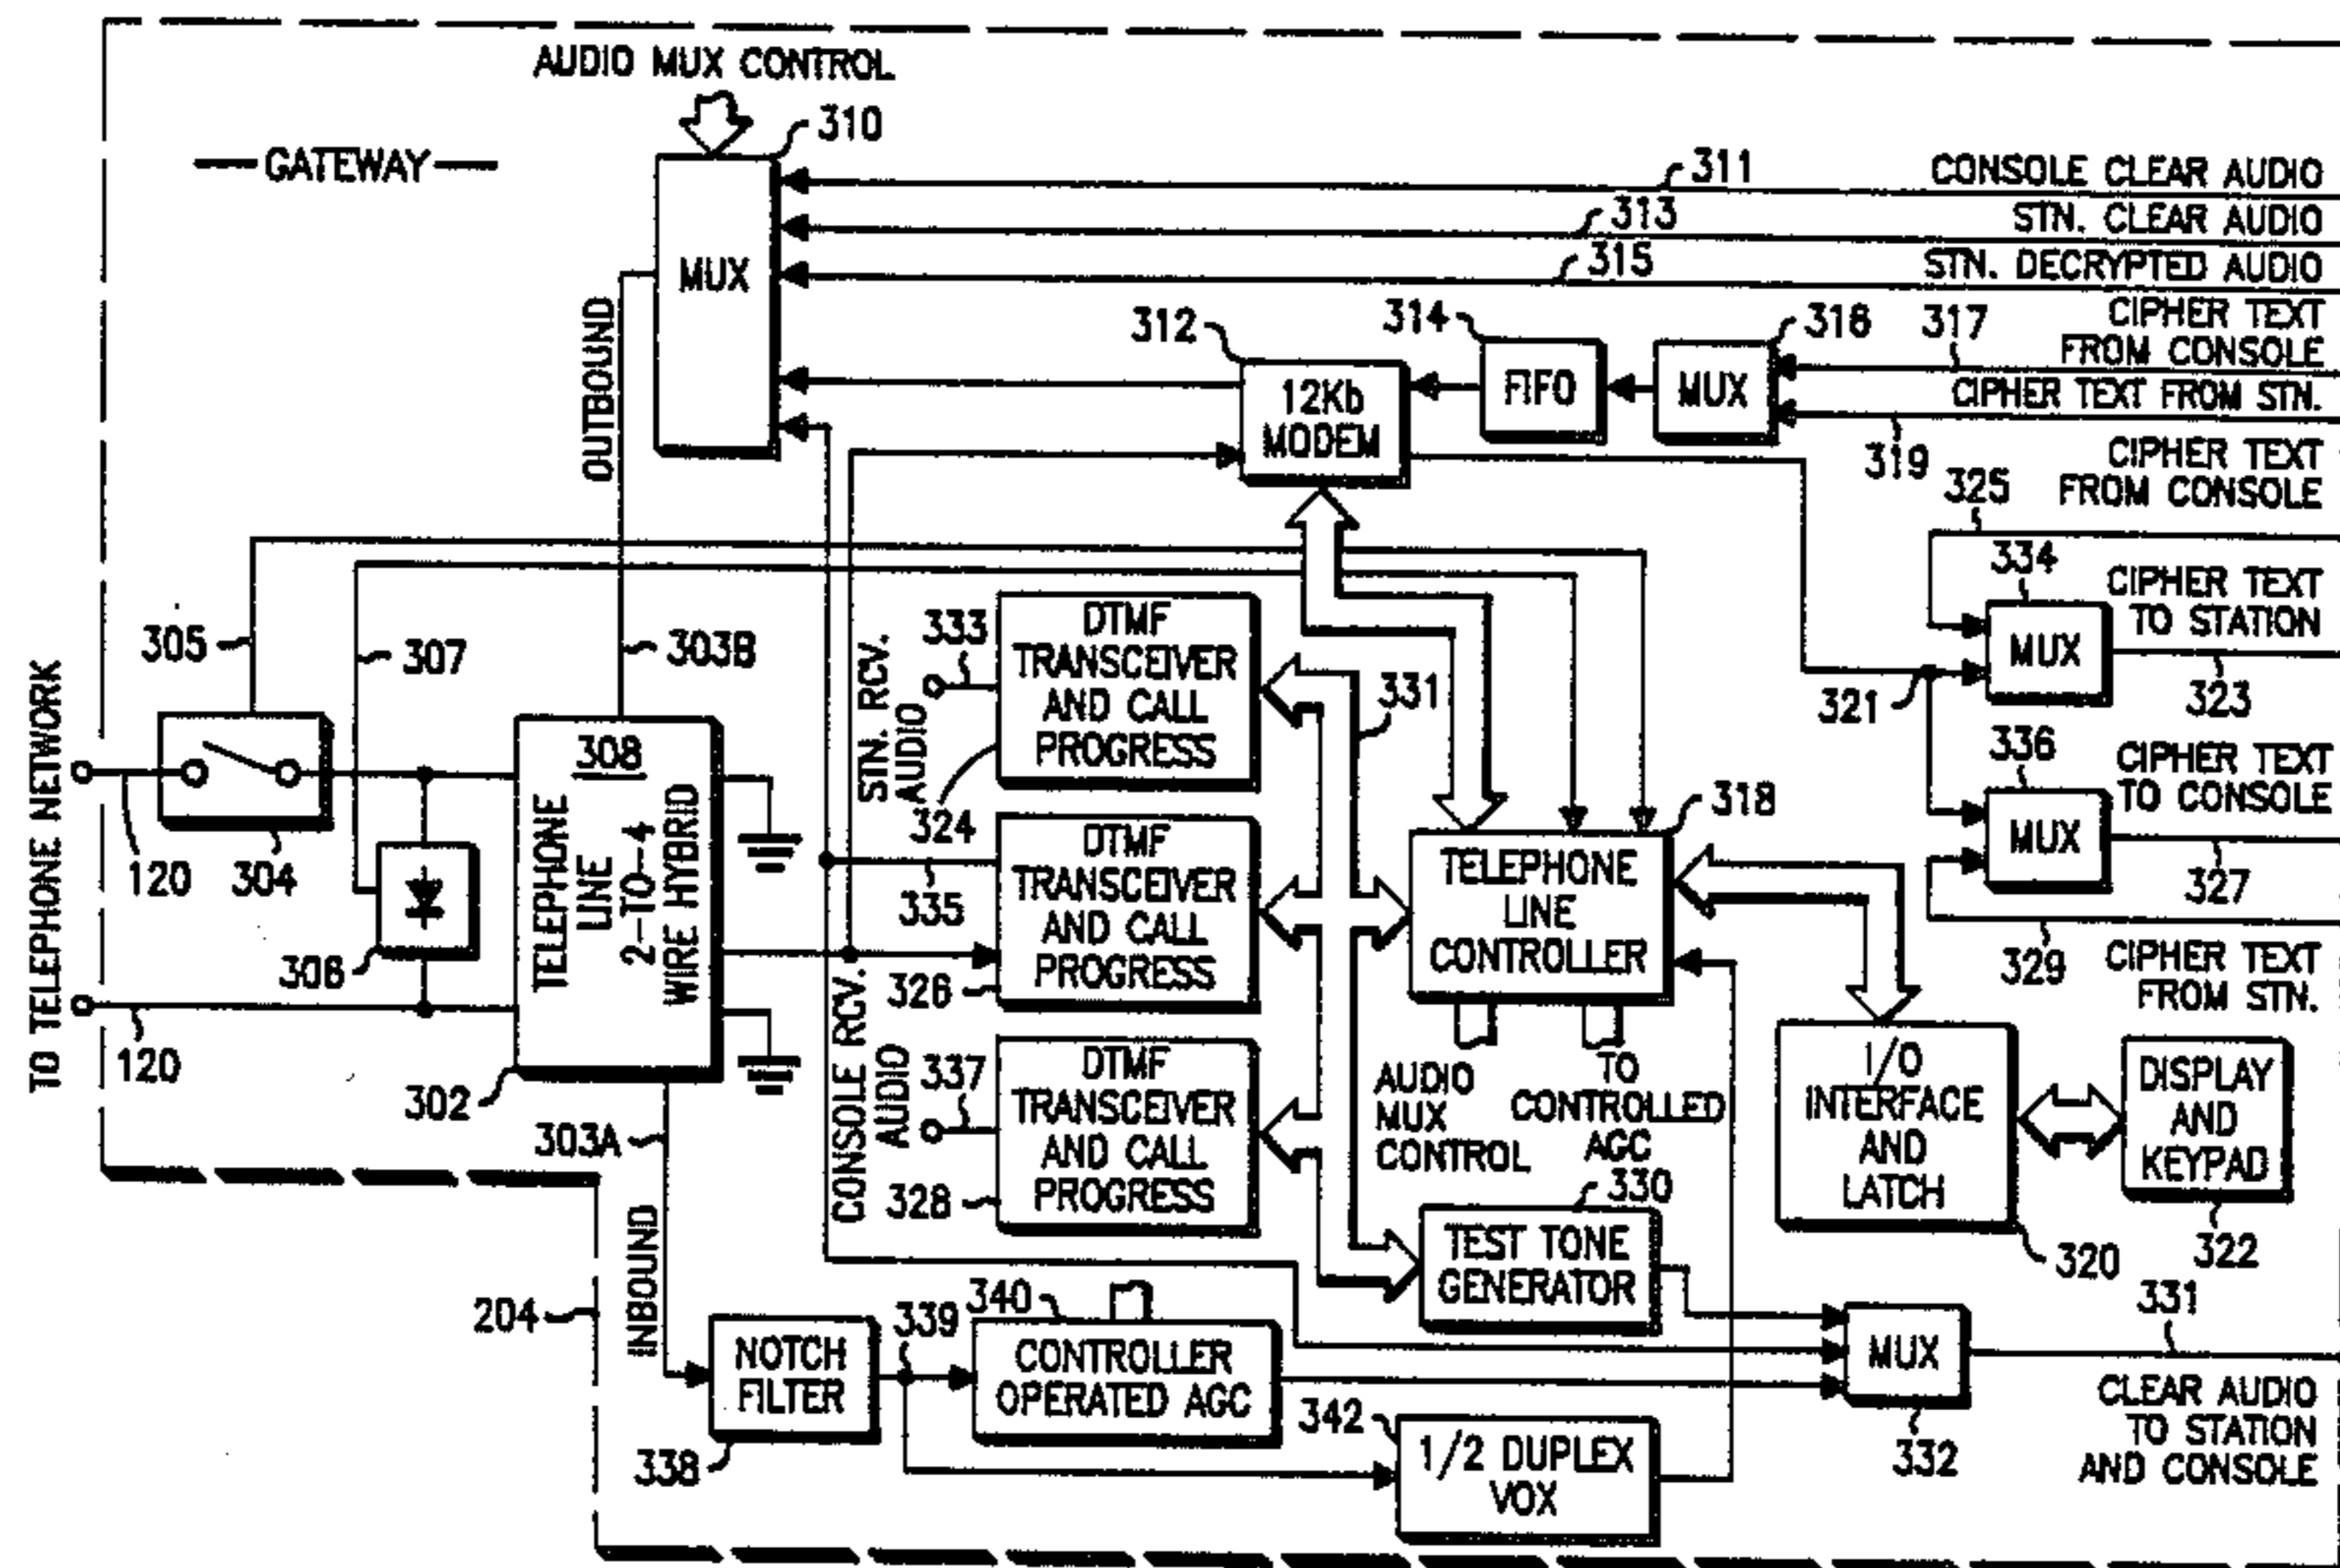 AUDIO MUX CONTROL
310
— GATEWAY —
MUX
311
CONSOLE CLEAR AUDIO
313
STN. CLEAR AUDIO
315
STN. DECRYPTED AUDIO
OUTBOUND
312
12Kb
MODEM
314
FIFO
316
MUX
317
CIPHER TEXT
FROM CONSOLE
CIPHER TEXT FROM STN.
319
CIPHER TEXT
FROM CONSOLE
325
334
MUX
CIPHER TEXT
TO STATION
321
323
336
MUX
CIPHER TEXT
TO CONSOLE
327
329
CIPHER TEXT
FROM STN.
305
307
303B
TO TELEPHONE NETWORK
120
304
306
120
308
TELEPHONE
LINE
2-TO-4
WIRE HYBRID
302
303A
INBOUND
STN. RCV.
AUDIO
333
DTMF
TRANSCEIVER
AND CALL
PROGRESS
324
331
335
DTMF
TRANSCEIVER
AND CALL
PROGRESS
326
CONSOLE RCV.
AUDIO
337
DTMF
TRANSCEIVER
AND CALL
PROGRESS
328
318
TELEPHONE
LINE
CONTROLLER
AUDIO
MUX
CONTROL
TO
CONTROLLED
AGC
I/O
INTERFACE
AND
LATCH
320
DISPLAY
AND
KEYPAD
322
330
TEST TONE
GENERATOR
204
NOTCH
FILTER
338
339
340
CONTROLLER
OPERATED AGC
342
1/2 DUPLEX
VOX
MUX
332
331
CLEAR AUDIO
TO STATION
AND CONSOLE